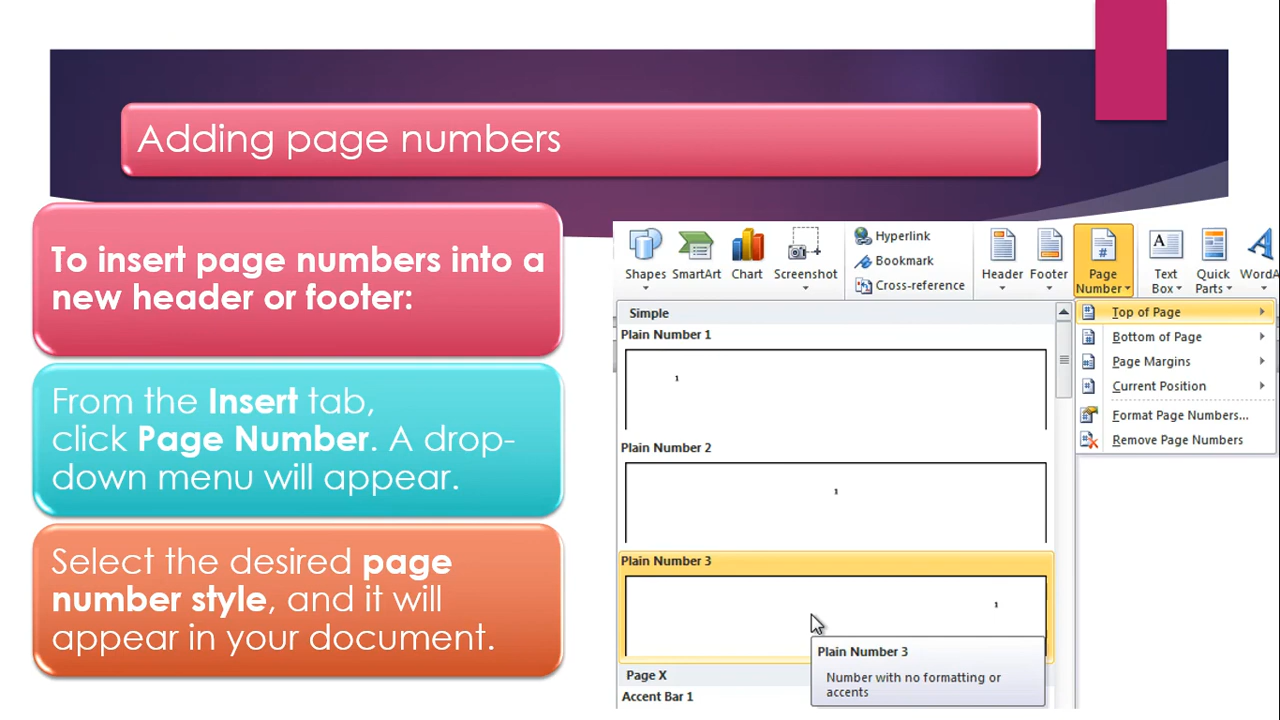 Adding page numbers
To insert page numbers into a
new header or footer:
From the Insert tab,
click Page Number. A drop-
down menu will appear.
Select the desired page
number style, and it will
appear in your document.
Shapes
SmartArt
Chart
Screenshot
Hyperlink
Bookmark
Cross-reference
Header
Footer
Page
Number
Text
Box
Quick
Parts
WordA
Top of Page
Bottom of Page
Page Margins
Current Position
Format Page Numbers...
Remove Page Numbers
Simple
Plain Number 1
1
Plain Number 2
1
Plain Number 3
1
Plain Number 3
Number with no formatting or
accents
Page X
Accent Bar 1